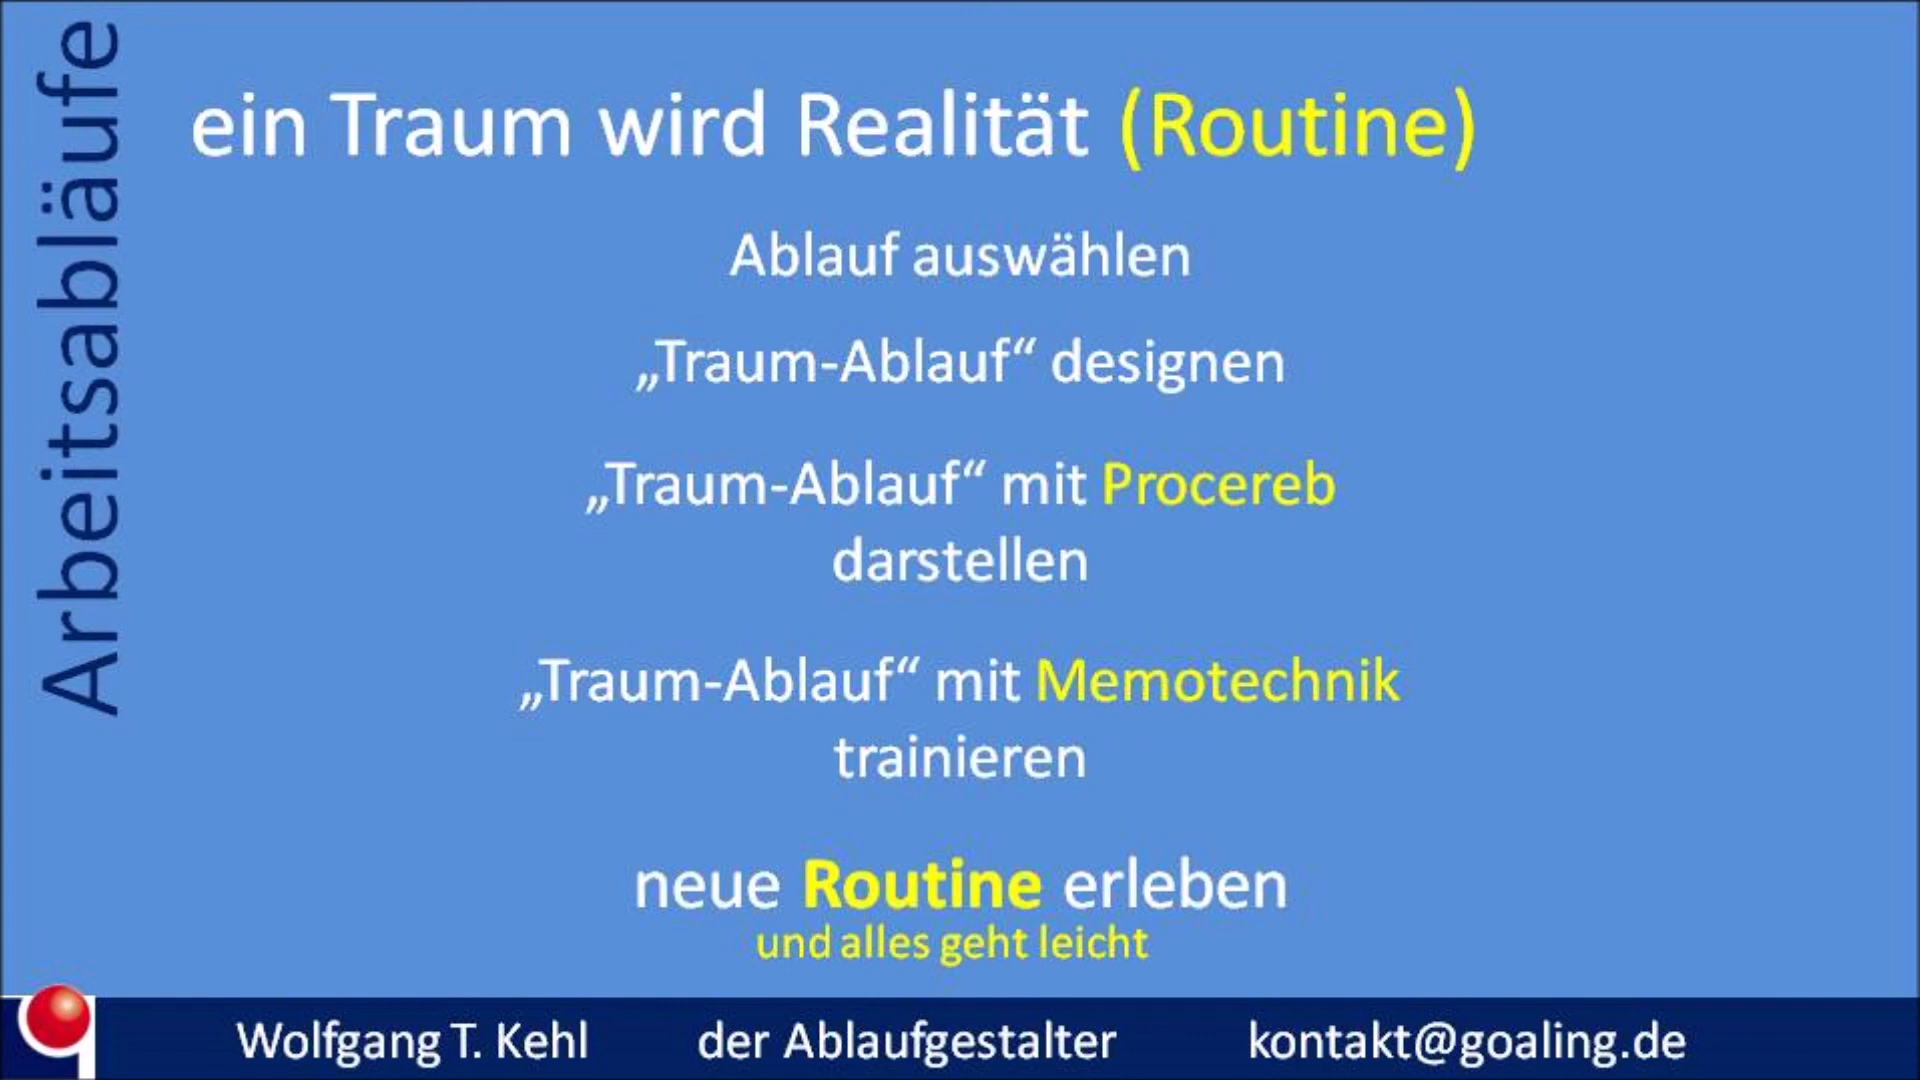 Arbeitsabläufe
ein Traum wird Realität (Routine)
Ablauf auswählen
„Traum-Ablauf“ designen
„Traum-Ablauf“ mit Procereb
darstellen
„Traum-Ablauf“ mit Memotechnik
trainieren
neue Routine erleben
und alles geht leicht
Wolfgang T. Kehl der Ablaufgestalter kontakt@goaling.de